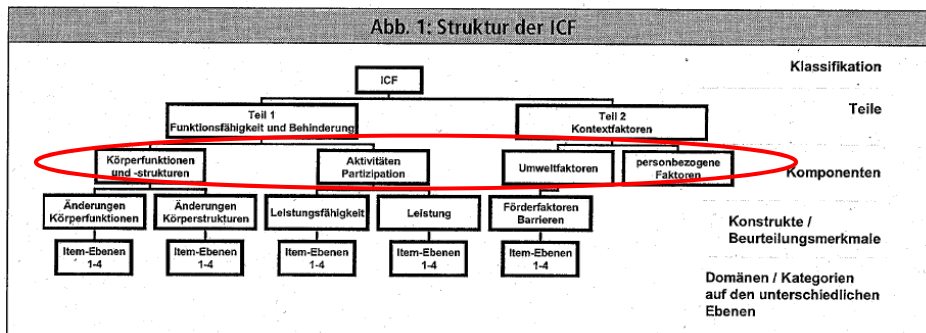 Abb. 1: Struktur der ICF
Klassifikation
ICF
Teile
Teil 1
Funktionsfähigkeit und Behinderung
Teil 2
Kontextfaktoren
Körperfunktionen
und -strukturen
Aktivitäten
Partizipation
Umweltfaktoren
personbezogene
Faktoren
Komponenten
Änderungen
Körperfunktionen
Änderungen
Körperstrukturen
Leistungsfähigkeit
Leistung
Förderfaktoren
Barrieren
Konstrukte /
Beurteilungsmerkmale
Item-Ebenen
1-4
Item-Ebenen
1-4
Item-Ebenen
1-4
Item-Ebenen
1-4
Item-Ebenen
1-4
Domänen / Kategorien
auf den unterschiedlichen
Ebenen